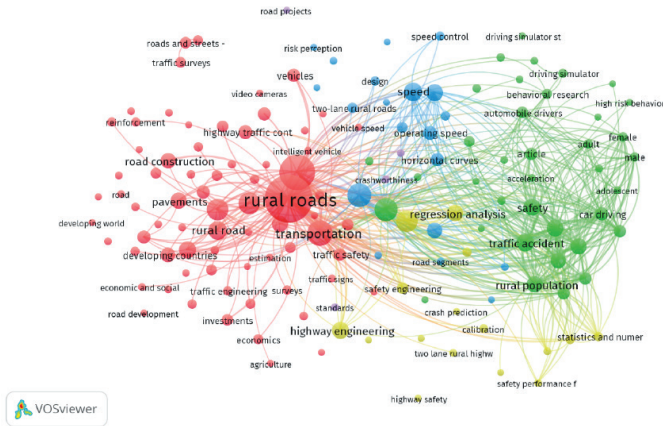 road projects
roads and streets -
traffic surveys
risk perception
speed control
driving simulator st
vehicles
design
speed
driving simulator
behavioral research
high risk behavio
video cameras
two-lane rural roads
automobile drivers
reinforcement
highway traffic cont.
vehicle speed
operating speed
female
adult
male
intelligent vehicle
horizontal curves
article
road construction
crashworthiness
acceleration
adolescent
road
pavements
rural roads
regression analysis
safety
car driving
developing world
rural road
transportation
traffic accident
developing countries
estimation
traffic safety
road segments
economic and social
traffic engineering
surveys
traffic signs
safety engineering
rural population
road development
investments
standards
crash prediction
highway engineering
calibration
statistics and numer
economics
agriculture
two lane rural highw
safety performance f
highway safety
VOSviewer